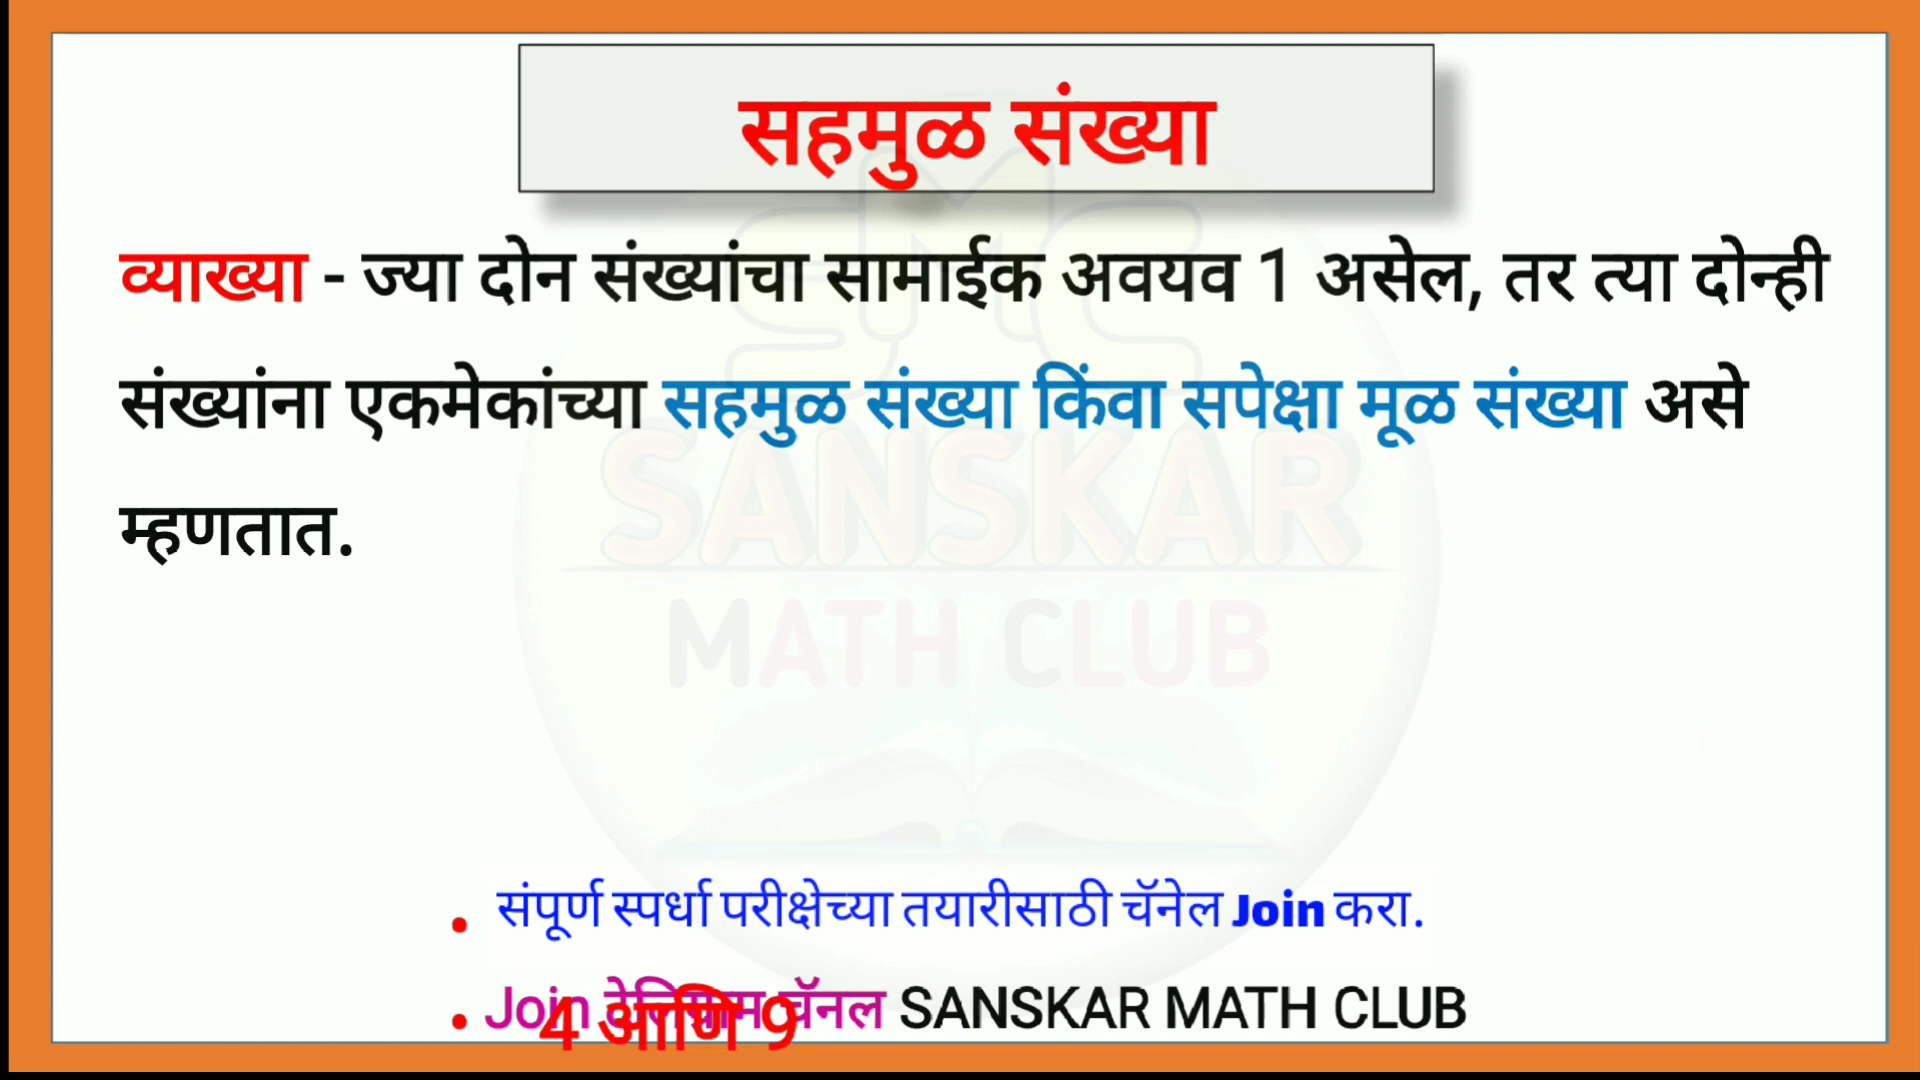 सहमुळ संख्या
व्याख्या - ज्या दोन संख्यांचा सामाईक अवयव 1 असेल, तर त्या दोन्ही
संख्यांना एकमेकांच्या सहमुळ संख्या किंवा सपेक्षा मूळ संख्या असे
म्हणतात.
SMC
SANSKAR
MATH CLUB
• संपूर्ण स्पर्धा परीक्षेच्या तयारीसाठी चॅनेल Join करा.
• Join टेलिग्राम चॅनल SANSKAR MATH CLUB
4 आणि 9